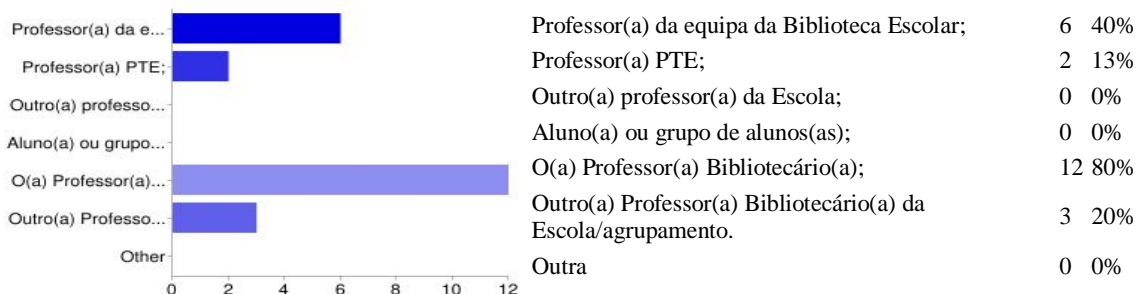 Professor(a) da e...
Professor(a) PTE;
Outro(a) professo...
Aluno(a) ou grupo...
O(a) Professor(a)...
Outro(a) Professo...
Other
0 2 4 6 8 10 12
Professor(a) da equipa da Biblioteca Escolar; 6 40%
Professor(a) PTE; 2 13%
Outro(a) professor(a) da Escola; 0 0%
Aluno(a) ou grupo de alunos(as); 0 0%
O(a) Professor(a) Bibliotecário(a); 12 80%
Outro(a) Professor(a) Bibliotecário(a) da
Escola/agrupamento. 3 20%
Outra 0 0%